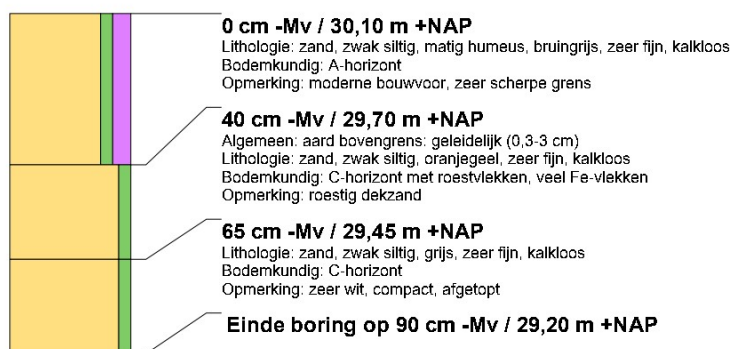 0 cm -Mv / 30,10 m +NAP
Lithologie: zand, zwak siltig, matig humeus, bruingrijs, zeer fijn, kalkloos
Bodemkundig: A-horizont
Opmerking: moderne bouwvoor, zeer scherpe grens
40 cm -Mv / 29,70 m +NAP
Algemeen: aard bovengrens: geleidelijk (0,3-3 cm)
Lithologie: zand, zwak siltig, oranjegeel, zeer fijn, kalkloos
Bodemkundig: C-horizont met roestvlekken, veel Fe-vlekken
Opmerking: roestig dekzand
65 cm -Mv / 29,45 m +NAP
Lithologie: zand, zwak siltig, grijs, zeer fijn, kalkloos
Bodemkundig: C-horizont
Opmerking: zeer wit, compact, afgetopt
Einde boring op 90 cm -Mv / 29,20 m +NAP